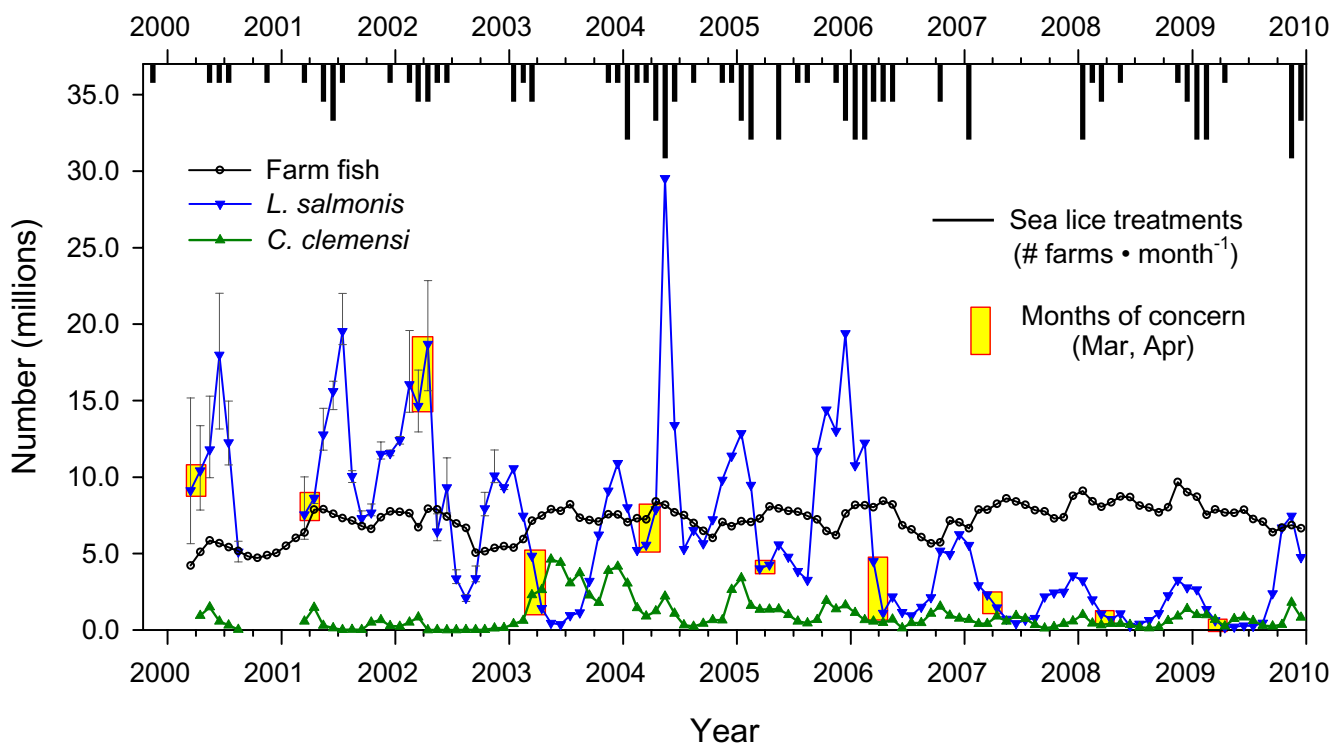 2000 2001 2002 2003 2004 2005 2006 2007 2008 2009 2010
35.0
30.0
25.0
20.0
15.0
10.0
5.0
0.0
Number (millions)
Farm fish
L. salmonis
C. clemensi
Sea lice treatments
(# farms • month⁻¹)
Months of concern
(Mar, Apr)
2000 2001 2002 2003 2004 2005 2006 2007 2008 2009 2010
Year